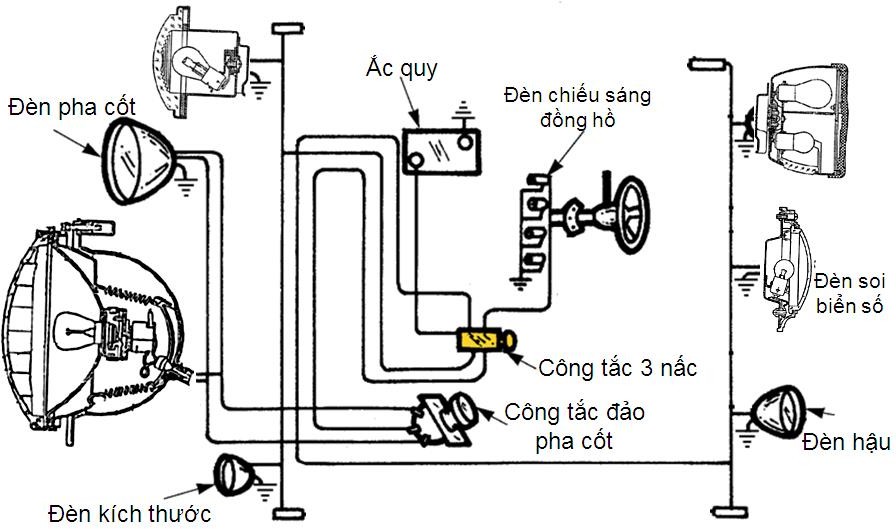 Ắc quy
Đèn chiếu sáng
đồng hồ
Đèn pha cốt
Đèn soi
biển số
Công tắc 3 nấc
Công tắc đảo
pha cốt
Đèn hậu
Đèn kích thước